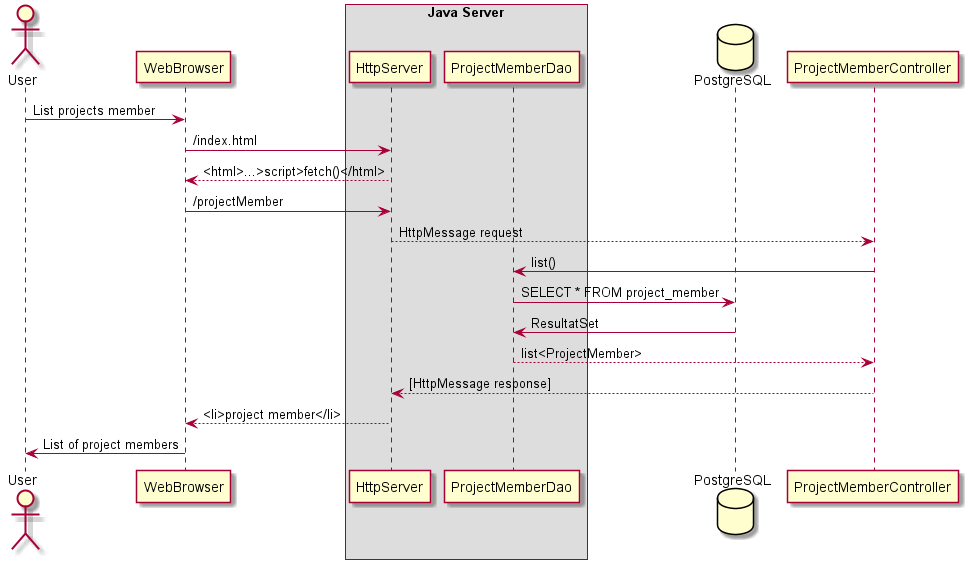 Java Server
User
WebBrowser
HttpServer
ProjectMemberDao
PostgreSQL
ProjectMemberController
List projects member
/index.html
<html>...>script>fetch()</html>
/projectMember
HttpMessage request
list()
SELECT * FROM project_member
ResultatSet
list<ProjectMember>
[HttpMessage response]
<li>project member</li>
List of project members
User
WebBrowser
HttpServer
ProjectMemberDao
PostgreSQL
ProjectMemberController